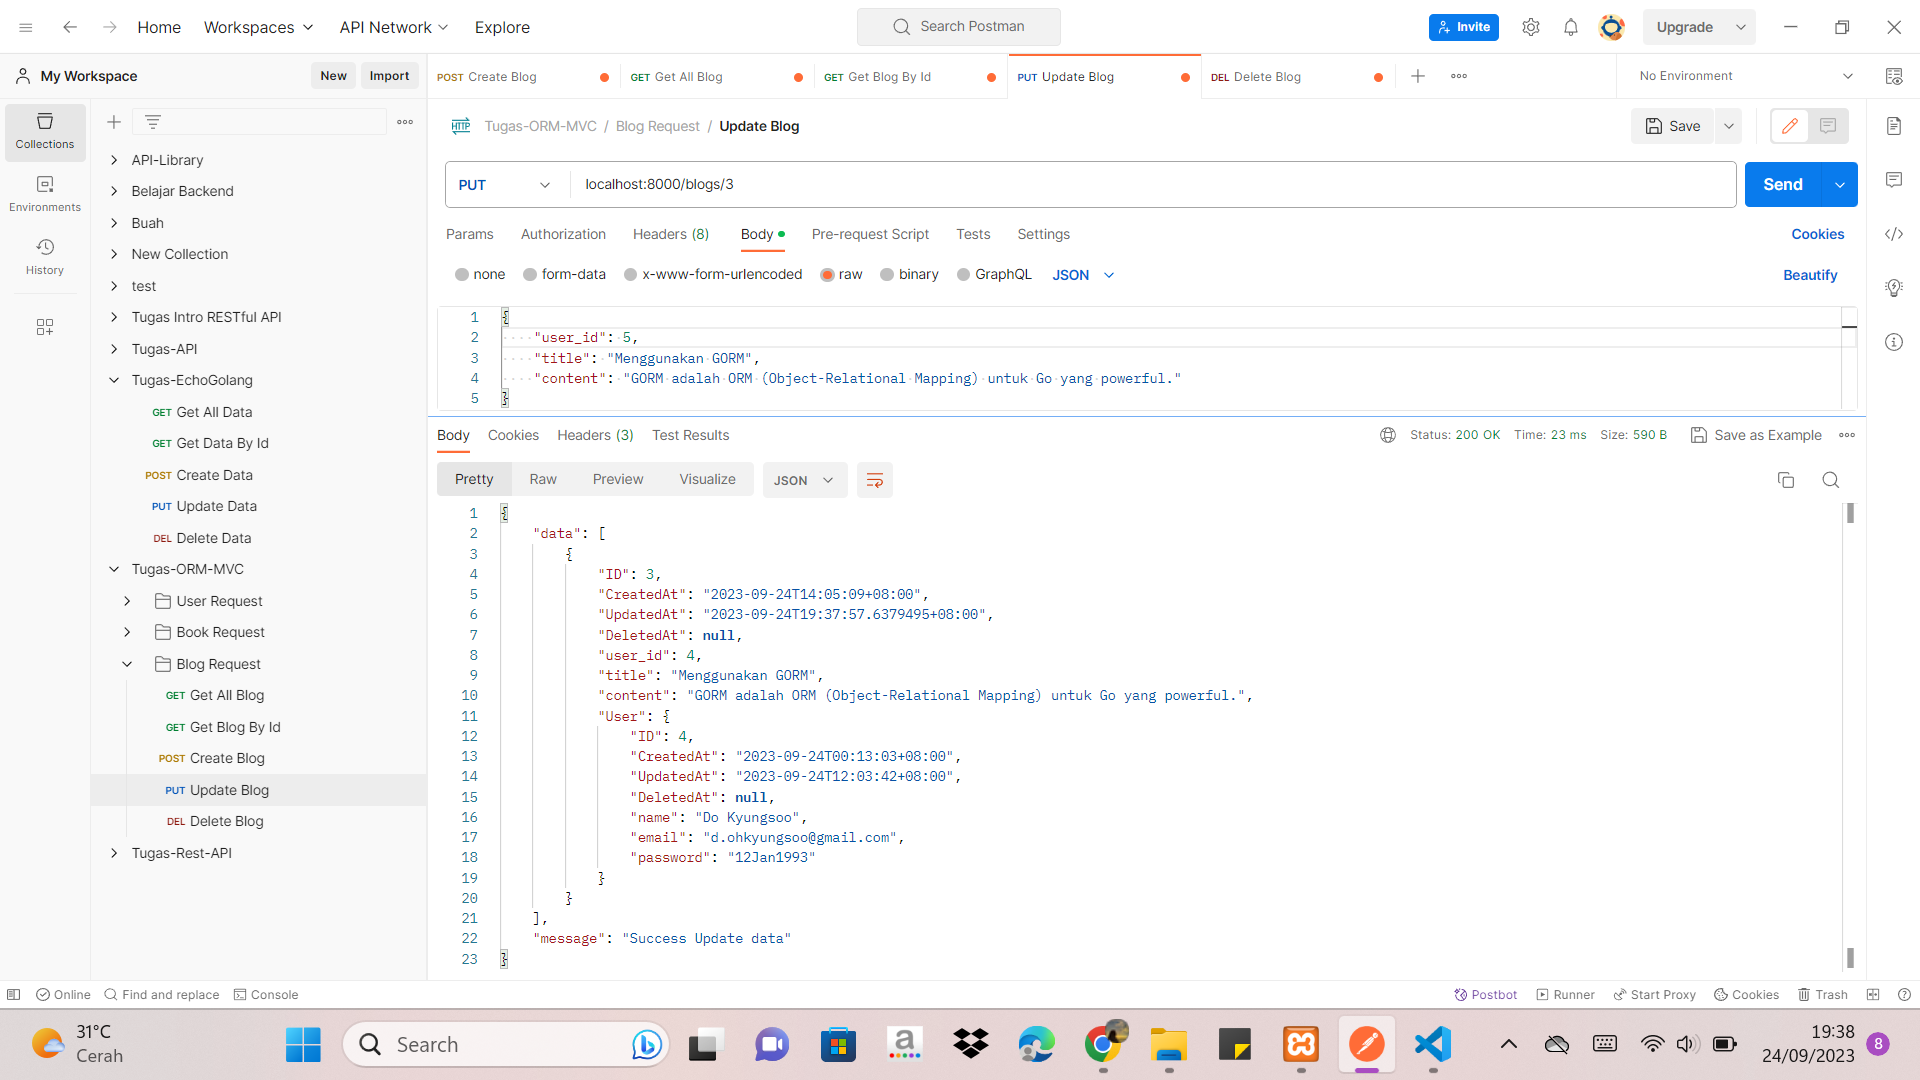 Home Workspaces API Network Explore Search Postman Invite Upgrade
My Workspace New Import POST Create Blog GET Get All Blog GET Get Blog By Id PUT Update Blog DEL Delete Blog No Environment
Collections
Environments
History
API-Library
Belajar Backend
Buah
New Collection
test
Tugas Intro RESTful API
Tugas-API
Tugas-EchoGolang
GET Get All Data
GET Get Data By Id
POST Create Data
PUT Update Data
DEL Delete Data
Tugas-ORM-MVC
User Request
Book Request
Blog Request
GET Get All Blog
GET Get Blog By Id
POST Create Blog
PUT Update Blog
DEL Delete Blog
Tugas-Rest-API
HTTP Tugas-ORM-MVC / Blog Request / Update Blog Save
PUT localhost:8000/blogs/3 Send
Params Authorization Headers (8) Body Pre-request Script Tests Settings Cookies
none form-data x-www-form-urlencoded raw binary GraphQL JSON Beautify
1 {
2 "user_id": 5,
3 "title": "Menggunakan GORM",
4 "content": "GORM adalah ORM (Object-Relational Mapping) untuk Go yang powerful."
5 }
Body Cookies Headers (3) Test Results Status: 200 OK Time: 23 ms Size: 590 B Save as Example
Pretty Raw Preview Visualize JSON
1 {
2 "data": [
3 {
4 "ID": 3,
5 "CreatedAt": "2023-09-24T14:05:09+08:00",
6 "UpdatedAt": "2023-09-24T19:37:57.6379495+08:00",
7 "DeletedAt": null,
8 "user_id": 4,
9 "title": "Menggunakan GORM",
10 "content": "GORM adalah ORM (Object-Relational Mapping) untuk Go yang powerful.",
11 "User": {
12 "ID": 4,
13 "CreatedAt": "2023-09-24T00:13:03+08:00",
14 "UpdatedAt": "2023-09-24T12:03:42+08:00",
15 "DeletedAt": null,
16 "name": "Do Kyungsoo",
17 "email": "d.ohkyungsoo@gmail.com",
18 "password": "12Jan1993"
19 }
20 }
21 ],
22 "message": "Success Update data"
23 }
Online Find and replace Console Postbot Runner Start Proxy Cookies Trash
31°C
Cerah
Search
a
19:38
24/09/2023
8